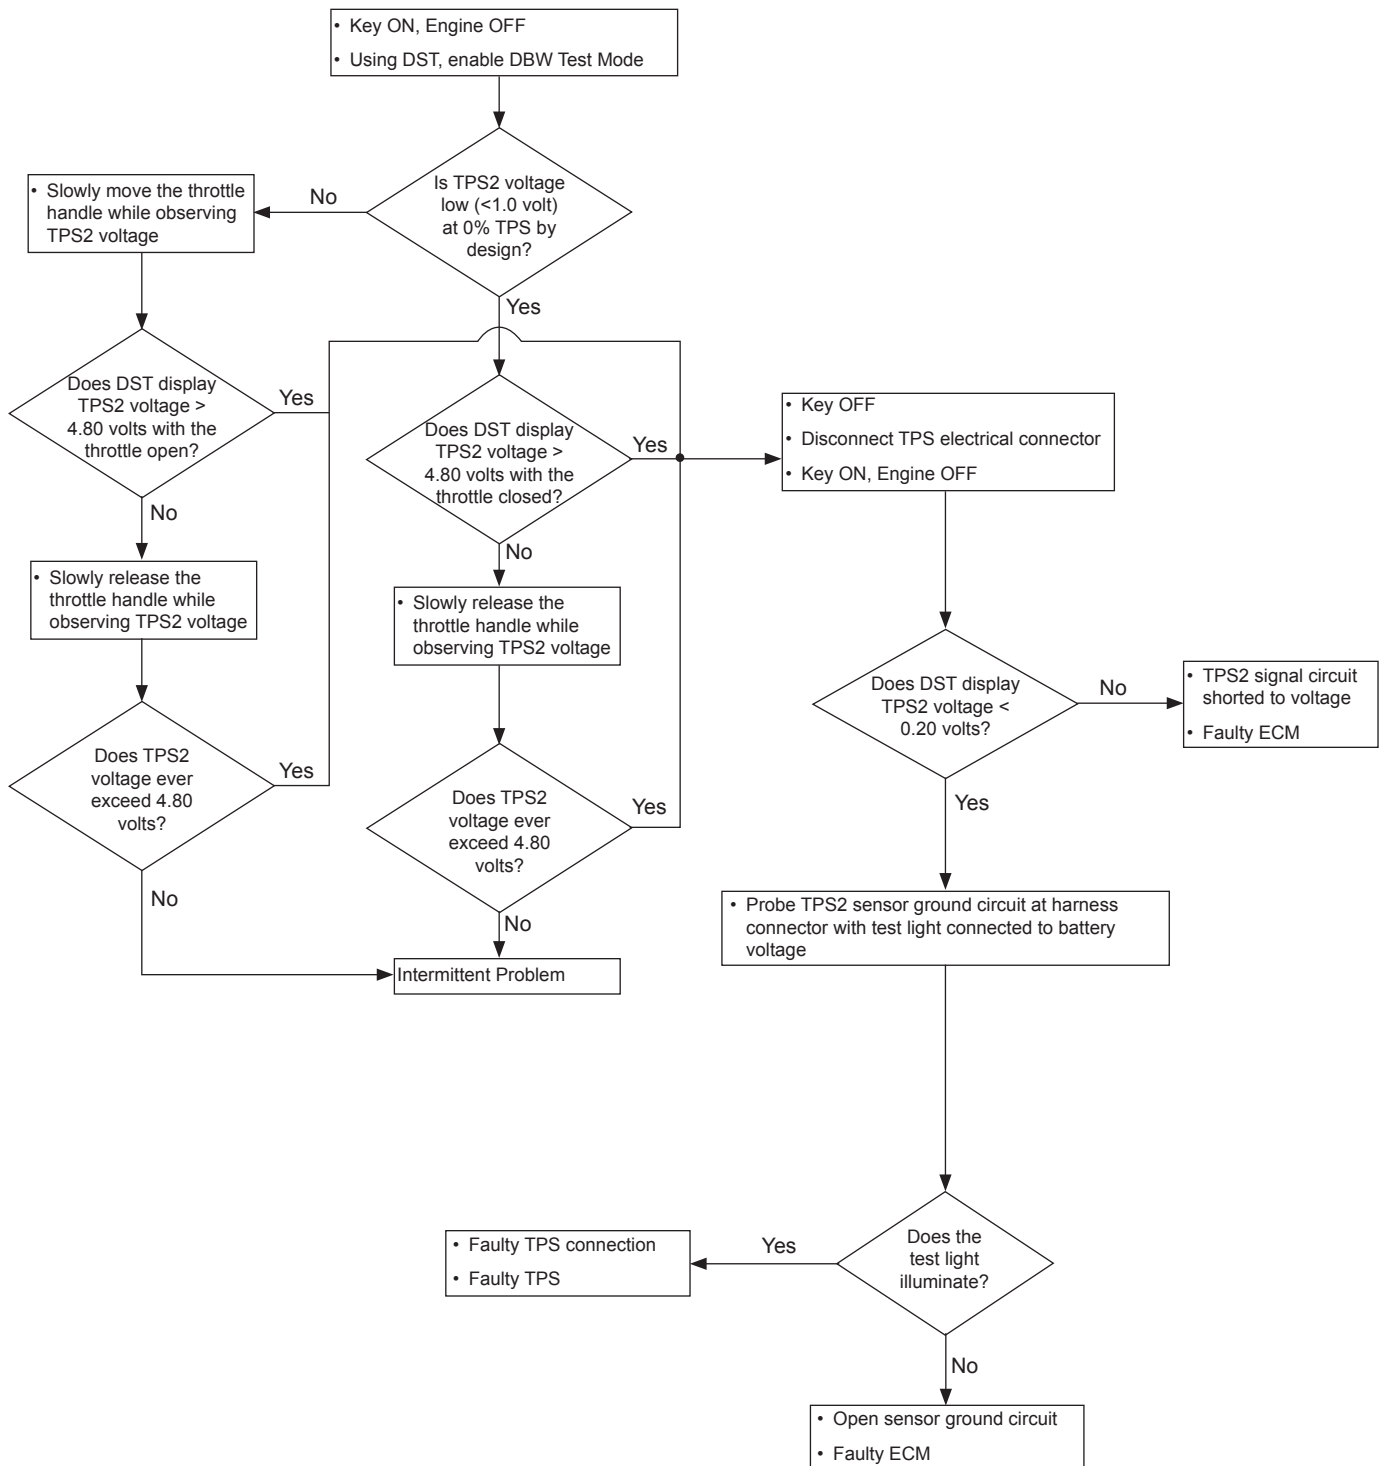 • Key ON, Engine OFF
• Using DST, enable DBW Test Mode
Is TPS2 voltage
low (<1.0 volt)
at 0% TPS by
design?
No
• Slowly move the throttle
handle while observing
TPS2 voltage
Yes
Does DST display
TPS2 voltage >
4.80 volts with the
throttle open?
Yes
No
• Slowly release the
throttle handle while
observing TPS2 voltage
Does TPS2
voltage ever
exceed 4.80
volts?
Yes
No
Does DST display
TPS2 voltage >
4.80 volts with the
throttle closed?
Yes
No
• Slowly release the
throttle handle while
observing TPS2 voltage
Does TPS2
voltage ever
exceed 4.80
volts?
Yes
No
Intermittent Problem
• Key OFF
• Disconnect TPS electrical connector
• Key ON, Engine OFF
Does DST display
TPS2 voltage <
0.20 volts?
No
• TPS2 signal circuit
shorted to voltage
• Faulty ECM
Yes
• Probe TPS2 sensor ground circuit at harness
connector with test light connected to battery
voltage
Does the
test light
illuminate?
Yes
• Faulty TPS connection
• Faulty TPS
No
• Open sensor ground circuit
• Faulty ECM